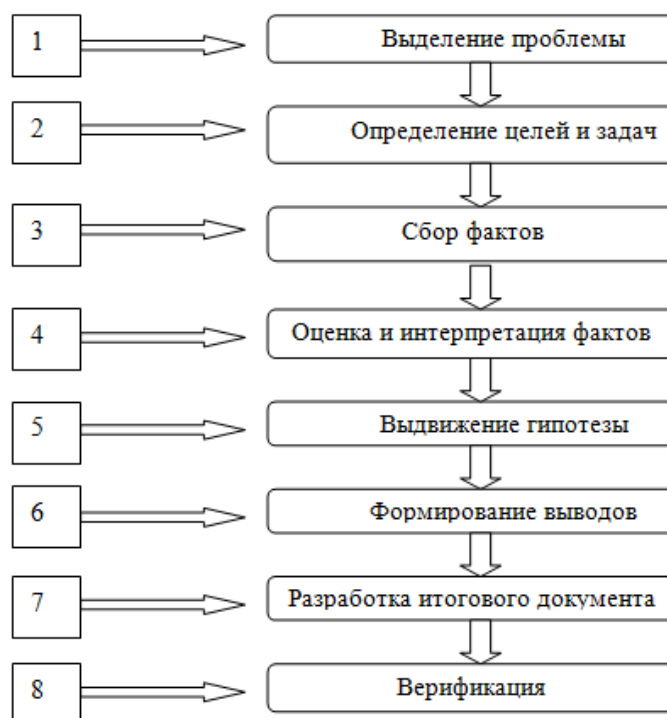 1
Выделение проблемы
2
Определение целей и задач
3
Сбор фактов
4
Оценка и интерпретация фактов
5
Выдвижение гипотезы
6
Формирование выводов
7
Разработка итогового документа
8
Верификация